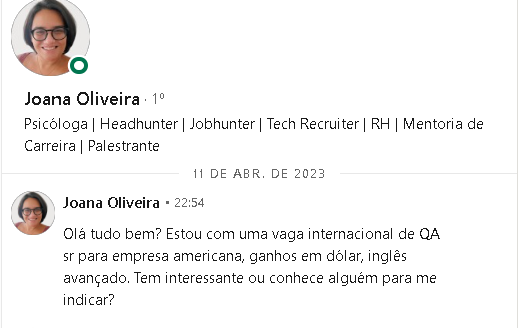 Joana Oliveira · 1º
Psicóloga | Headhunter | Jobhunter | Tech Recruiter | RH | Mentoria de
Carreira | Palestrante
11 DE ABR. DE 2023
Joana Oliveira • 22:54
Olá tudo bem? Estou com uma vaga internacional de QA
sr para empresa americana, ganhos em dólar, inglês
avançado. Tem interessante ou conhece alguém para me
indicar?